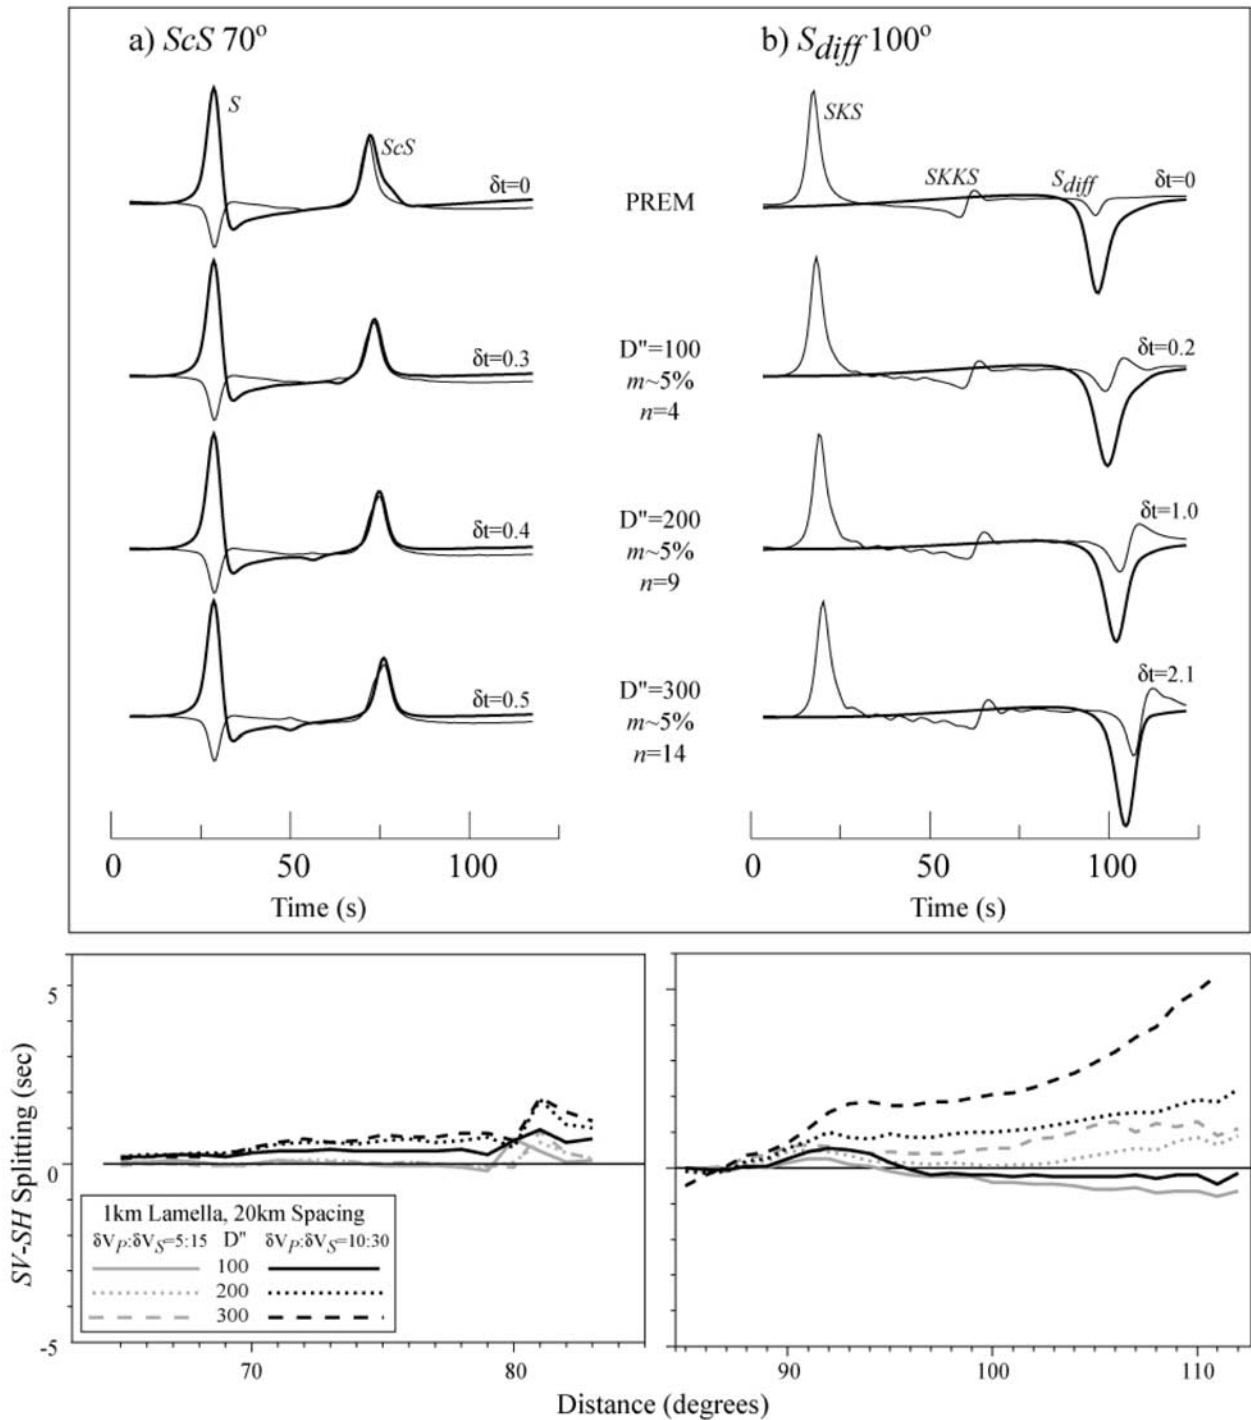 a) ScS 70º
b) Sdiff 100º
S
ScS
δt=0
PREM
SKS
SKKS
Sdiff
δt=0
δt=0.3
D"=100
m~5%
n=4
δt=0.2
δt=0.4
D"=200
m~5%
n=9
δt=1.0
δt=0.5
D"=300
m~5%
n=14
δt=2.1
0 50 100
Time (s)
0 50 100
Time (s)
SV-SH Splitting (sec)
5
0
-5
1km Lamella, 20km Spacing
δVP:δVS=5:15 D" δVP:δVS=10:30
100
200
300
70 80
90 100 110
Distance (degrees)